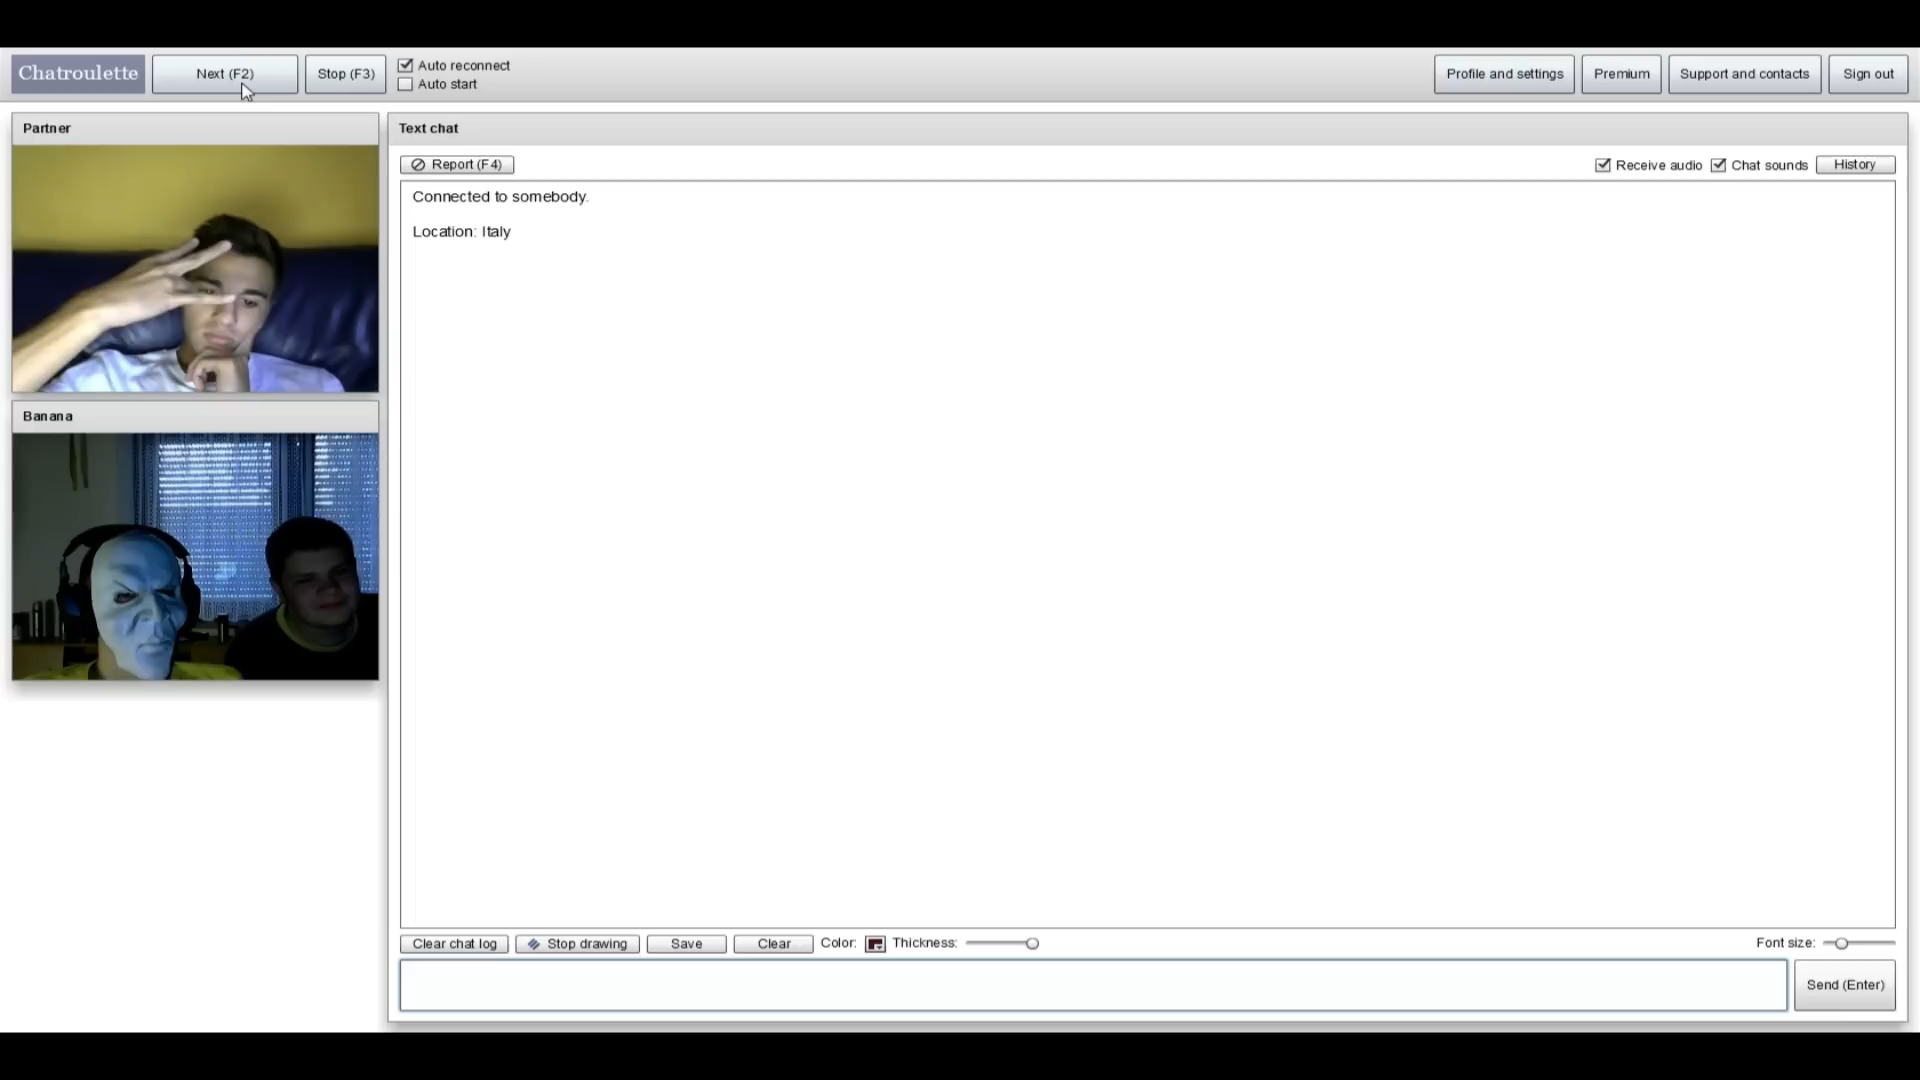 Chatroulette
Next (F2)
Stop (F3)
Auto reconnect
Auto start
Profile and settings
Premium
Support and contacts
Sign out
Partner
Banana
Text chat
Report (F4)
Receive audio
Chat sounds
History
Connected to somebody.
Location: Italy
Clear chat log
Stop drawing
Save
Clear
Color:
Thickness:
Font size:
Send (Enter)